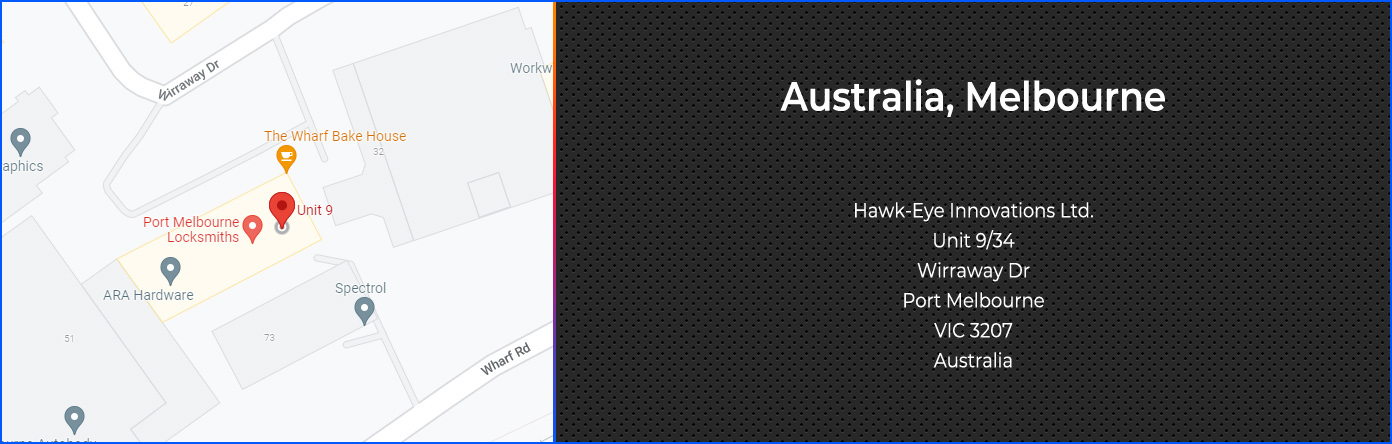 27
Wirraway Dr
Workw
The Wharf Bake House
32
aphics
Unit 9
Port Melbourne
Locksmiths
ARA Hardware
Spectrol
51
73
Wharf Rd
Australia, Melbourne
Hawk-Eye Innovations Ltd.
Unit 9/34
Wirraway Dr
Port Melbourne
VIC 3207
Australia